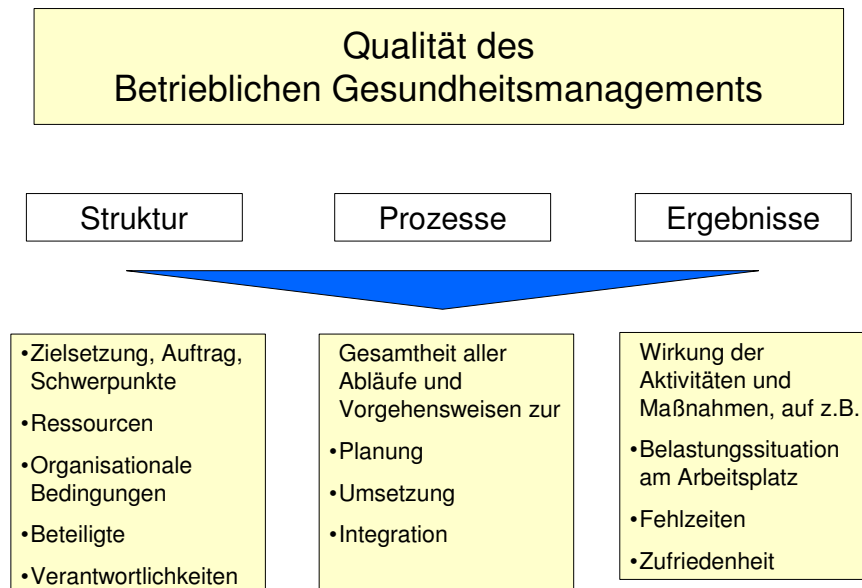 Qualität des
Betrieblichen Gesundheitsmanagements
Struktur
Prozesse
Ergebnisse
•Zielsetzung, Auftrag,
Schwerpunkte
•Ressourcen
•Organisationale
Bedingungen
•Beteiligte
•Verantwortlichkeiten
Gesamtheit aller
Abläufe und
Vorgehensweisen zur
•Planung
•Umsetzung
•Integration
Wirkung der
Aktivitäten und
Maßnahmen, auf z.B.
•Belastungssituation
am Arbeitsplatz
•Fehlzeiten
•Zufriedenheit